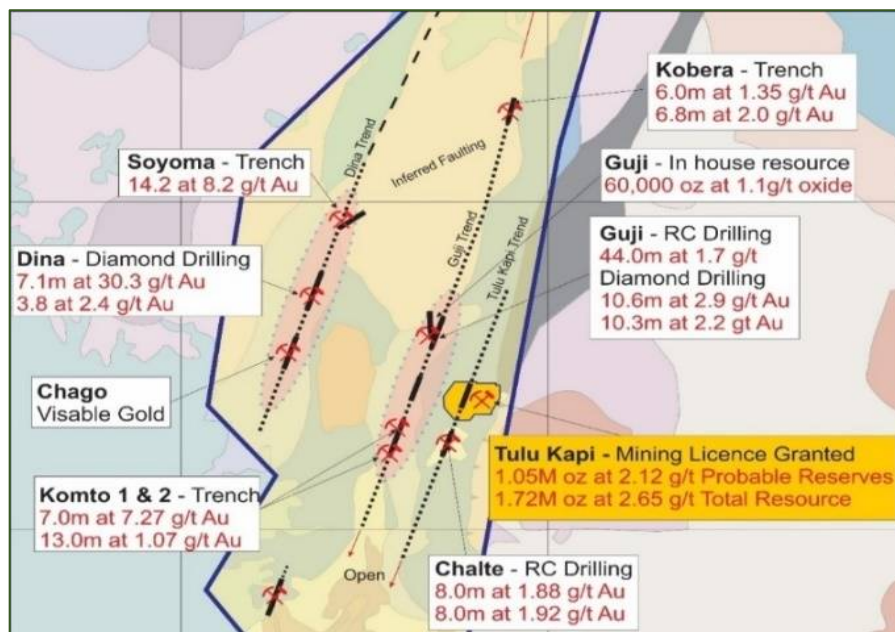 Kobera - Trench
6.0m at 1.35 g/t Au
6.8m at 2.0 g/t Au
Dina Trend
Inferred Faulting
Soyoma - Trench
14.2 at 8.2 g/t Au
Guji - In house resource
60,000 oz at 1.1g/t oxide
Guji Trend
Tulu Kapi Trend
Guji - RC Drilling
44.0m at 1.7 g/t
Diamond Drilling
10.6m at 2.9 g/t Au
10.3m at 2.2 gt Au
Dina - Diamond Drilling
7.1m at 30.3 g/t Au
3.8 at 2.4 g/t Au
Chago
Visable Gold
Tulu Kapi - Mining Licence Granted
1.05M oz at 2.12 g/t Probable Reserves
1.72M oz at 2.65 g/t Total Resource
Komto 1 & 2 - Trench
7.0m at 7.27 g/t Au
13.0m at 1.07 g/t Au
Open
Chalte - RC Drilling
8.0m at 1.88 g/t Au
8.0m at 1.92 g/t Au